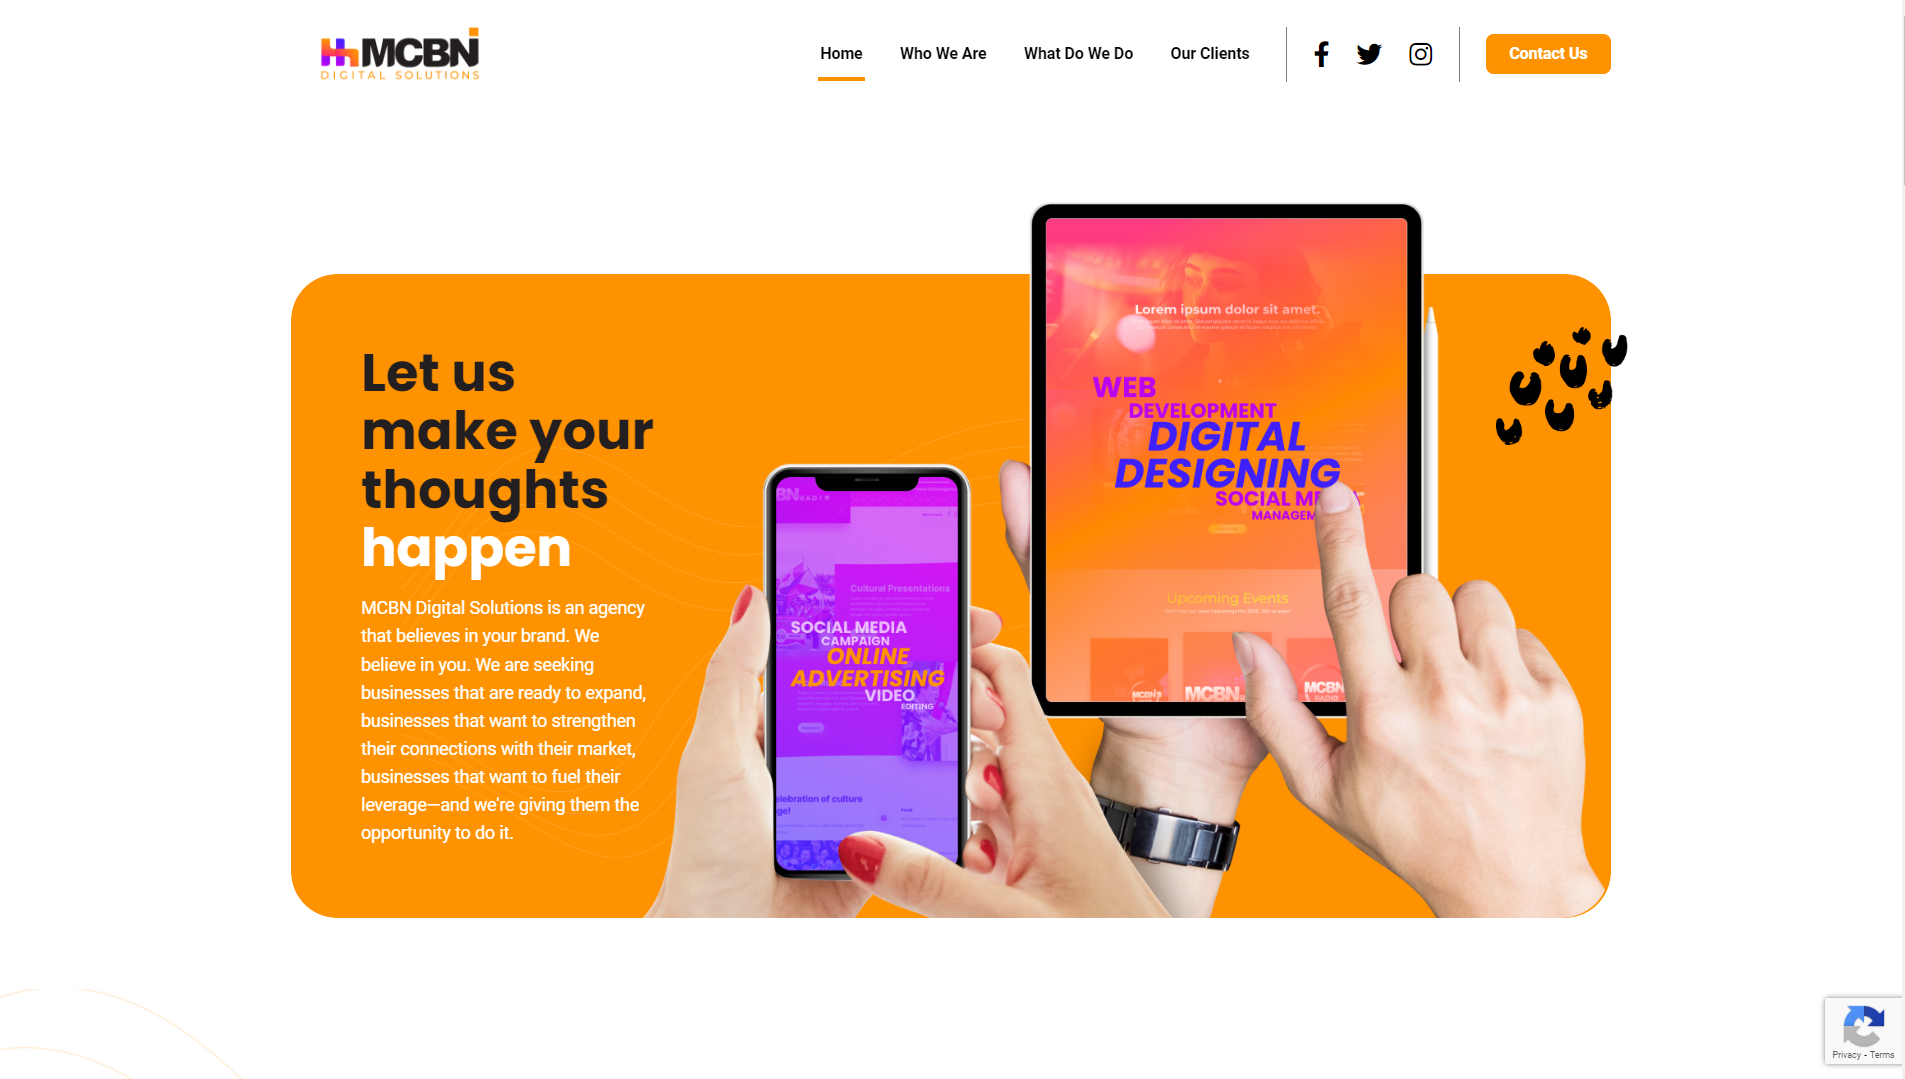 MCBN
DIGITAL SOLUTIONS
Home
Who We Are
What Do We Do
Our Clients
Contact Us
Let us
make your
thoughts
happen
MCBN Digital Solutions is an agency
that believes in your brand. We
believe in you. We are seeking
businesses that are ready to expand,
businesses that want to strengthen
their connections with their market,
businesses that want to fuel their
leverage—and we're giving them the
opportunity to do it.
BN RADIO
Cultural Presentations
SOCIAL MEDIA
CAMPAIGN
ONLINE
ADVERTISING
VIDEO
EDITING
elebration of culture
ge!
Lorem ipsum dolor sit amet.
WEB
DEVELOPMENT
DIGITAL
DESIGNING
SOCIAL ME
MANAGEM
Upcoming Events
MCBN
MCBN
MCBN
RADIO
Privacy - Terms